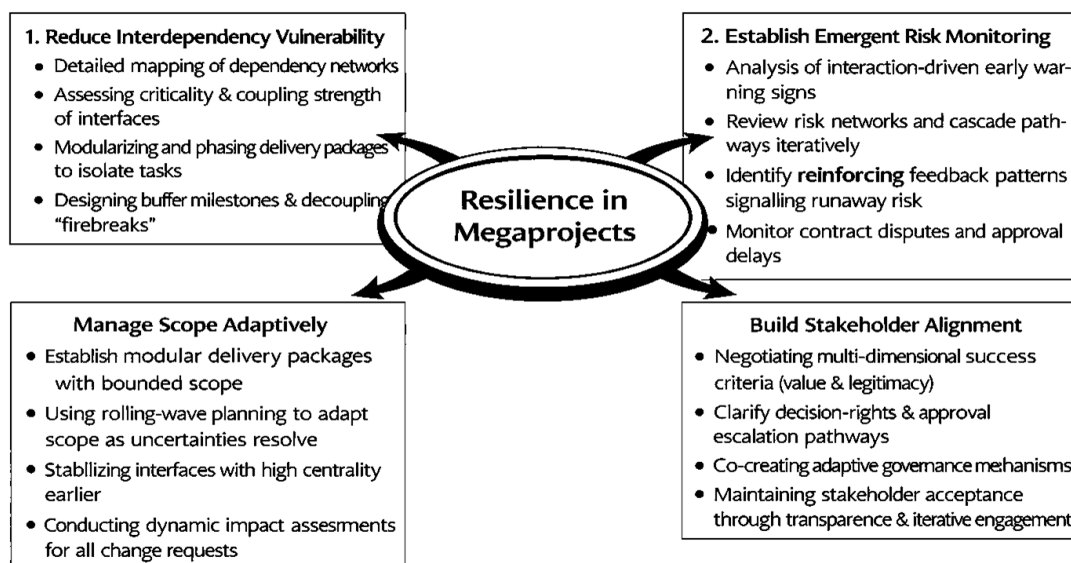 1. Reduce Interdependency Vulnerability
• Detailed mapping of dependency networks
• Assessing criticality & coupling strength
of interfaces
• Modularizing and phasing delivery packages
to isolate tasks
• Designing buffer milestones & decoupling
“firebreaks”
2. Establish Emergent Risk Monitoring
• Analysis of interaction-driven early war-
ning signs
• Review risk networks and cascade path-
ways iteratively
• Identify reinforcing feedback patterns
signalling runaway risk
• Monitor contract disputes and approval
delays
Resilience in
Megaprojects
Manage Scope Adaptively
• Establish modular delivery packages
with bounded scope
• Using rolling-wave planning to adapt
scope as uncertainties resolve
• Stabllizing interfaces with high centrality
earlier
• Conducting dynamic impact assesrments
for all change requests
Build Stakeholder Alignment
• Negotiating multi-dimensional success
criteria (value & legitimacy)
• Clarify decision-rights & approval
escalation pathways
• Co-creating adaptive governance mehanisms
• Maintaining stakeholder acceptance
through transparence & iterative engagement